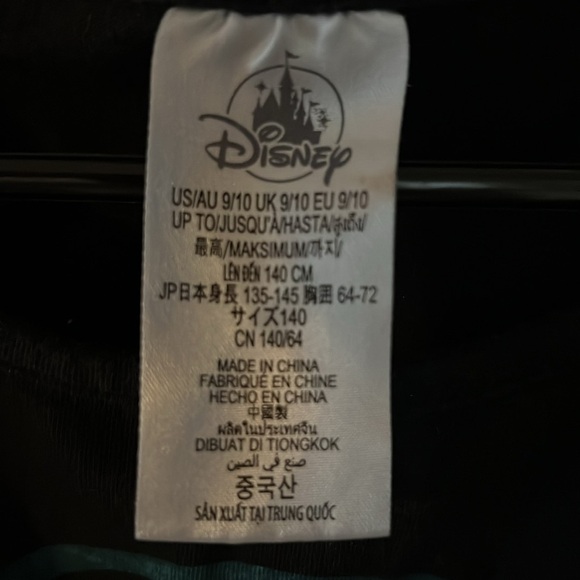 Disney
US/AU 9/10 UK 9/10 EU 9/10
UP TO/JUSQU'À/HASTA/สูงถึง/
最高/MAKSIMUM/까지/
LÊN ĐẾN 140 CM
JP日本身長 135-145 胸囲 64-72
サイズ140
CN 140/64
MADE IN CHINA
FABRIQUÉ EN CHINE
HECHO EN CHINA
中國製
ผลิตในประเทศจีน
DIBUAT DI TIONGKOK
صنع في الصين
중국산
SẢN XUẤT TẠI TRUNG QUỐC